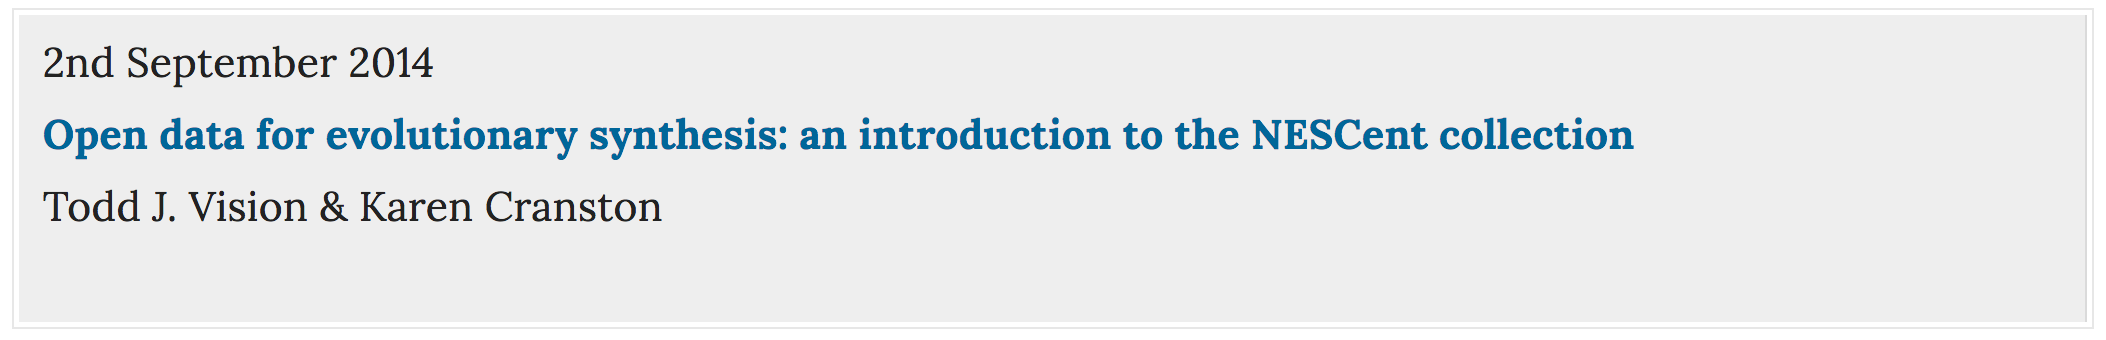 2nd September 2014
Open data for evolutionary synthesis: an introduction to the NESCent collection
Todd J. Vision & Karen Cranston